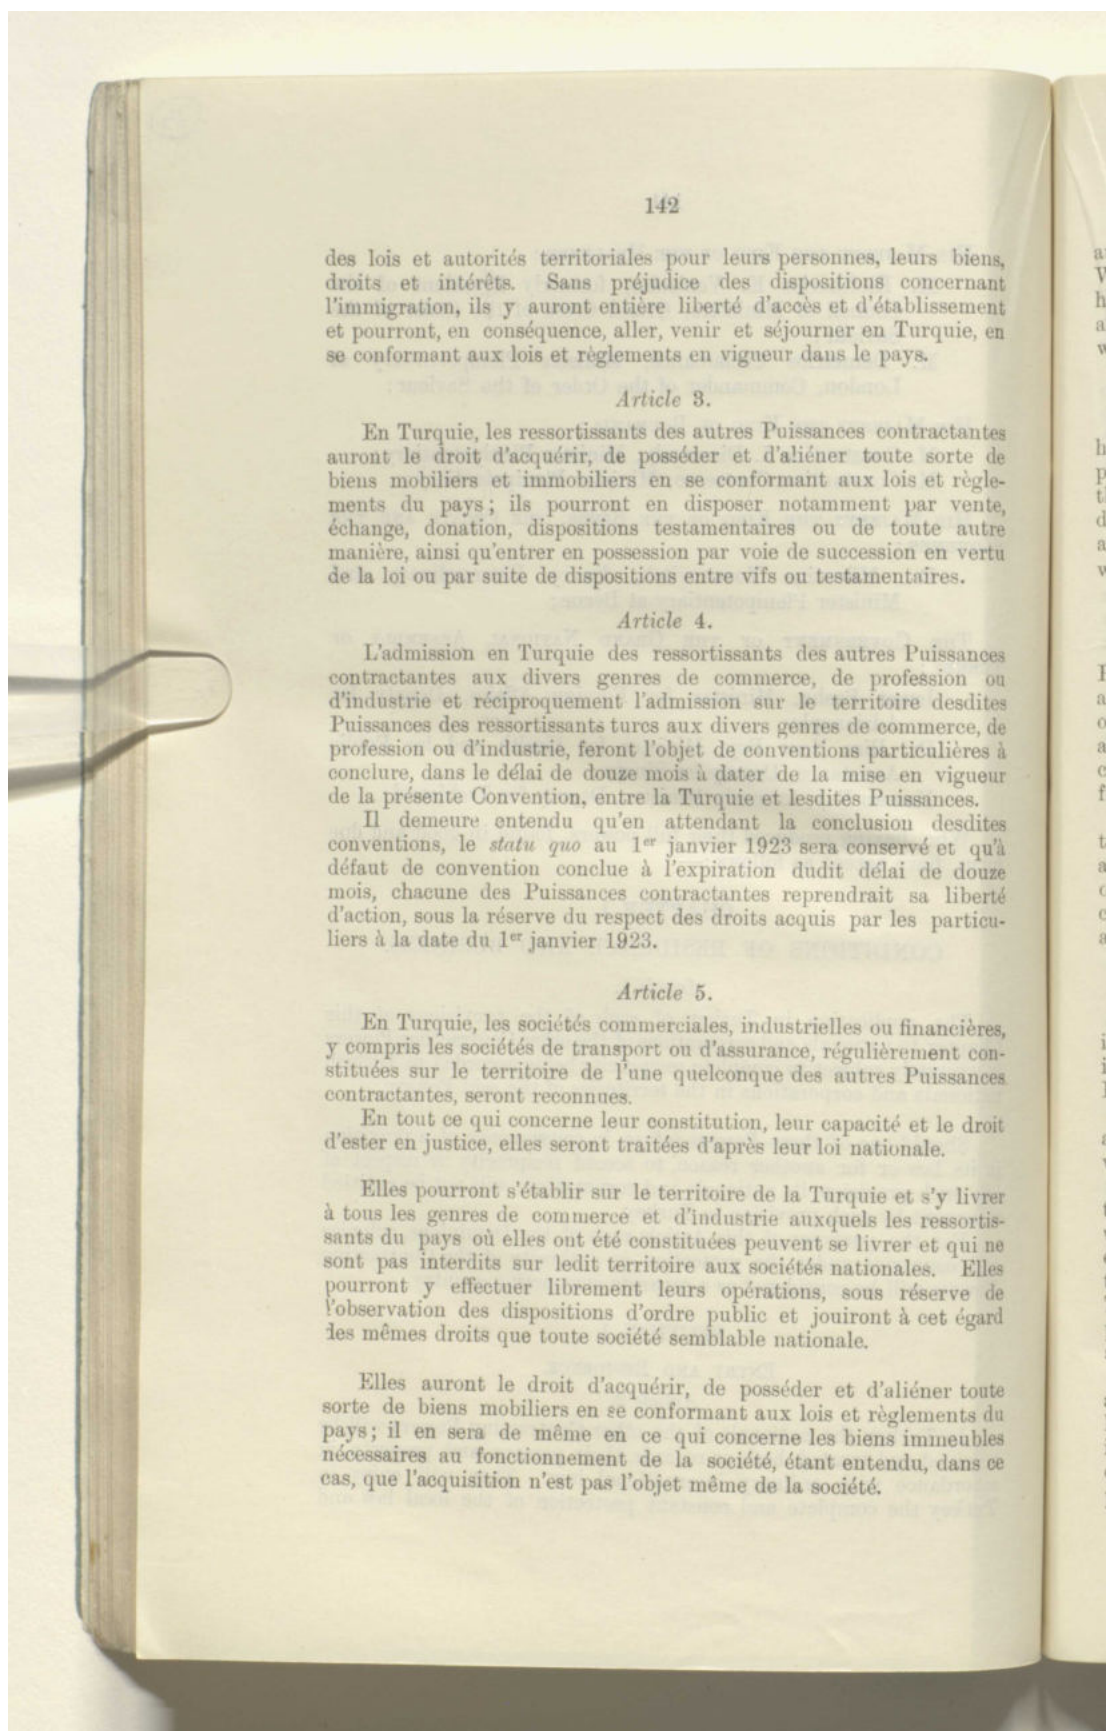 142
des lois et autorités territoriales pour leurs personnes, leurs biens,
droits et intérêts. Sans préjudice des dispositions concernant
l'immigration, ils y auront entière liberté d'accès et d'établissement
et pourront, en conséquence, aller, venir et séjourner en Turquie, en
se conformant aux lois et règlements en vigueur dans le pays.
Article 3.
En Turquie, les ressortissants des autres Puissances contractantes
auront le droit d'acquérir, de posséder et d'aliéner toute sorte de
biens mobiliers et immobiliers en se conformant aux lois et règle-
ments du pays; ils pourront en disposer notamment par vente,
échange, donation, dispositions testamentaires ou de toute autre
manière, ainsi qu'entrer en possession par voie de succession en vertu
de la loi ou par suite de dispositions entre vifs ou testamentaires.
Article 4.
L'admission en Turquie des ressortissants des autres Puissances
contractantes aux divers genres de commerce, de profession ou
d'industrie et réciproquement l'admission sur le territoire desdites
Puissances des ressortissants turcs aux divers genres de commerce, de
profession ou d'industrie, feront l'objet de conventions particulières à
conclure, dans le délai de douze mois à dater de la mise en vigueur
de la présente Convention, entre la Turquie et lesdites Puissances.
Il demeure entendu qu'en attendant la conclusion desdites
conventions, le statu quo au 1er janvier 1923 sera conservé et qu'à
défaut de convention conclue à l'expiration dudit délai de douze
mois, chacune des Puissances contractantes reprendrait sa liberté
d'action, sous la réserve du respect des droits acquis par les particu-
liers à la date du 1er janvier 1923.
Article 5.
En Turquie, les sociétés commerciales, industrielles ou financières,
y compris les sociétés de transport ou d'assurance, régulièrement con-
stituées sur le territoire de l'une quelconque des autres Puissances
contractantes, seront reconnues.
En tout ce qui concerne leur constitution, leur capacité et le droit
d'ester en justice, elles seront traitées d'après leur loi nationale.
Elles pourront s'établir sur le territoire de la Turquie et s'y livrer
à tous les genres de commerce et d'industrie auxquels les ressortis-
sants du pays où elles ont été constituées peuvent se livrer et qui ne
sont pas interdits sur ledit territoire aux sociétés nationales. Elles
pourront y effectuer librement leurs opérations, sous réserve de
l'observation des dispositions d'ordre public et jouiront à cet égard
des mêmes droits que toute société semblable nationale.
Elles auront le droit d'acquérir, de posséder et d'aliéner toute
sorte de biens mobiliers en se conformant aux lois et règlements du
pays; il en sera de même en ce qui concerne les biens immeubles
nécessaires au fonctionnement de la société, étant entendu, dans ce
cas, que l'acquisition n'est pas l'objet même de la société.